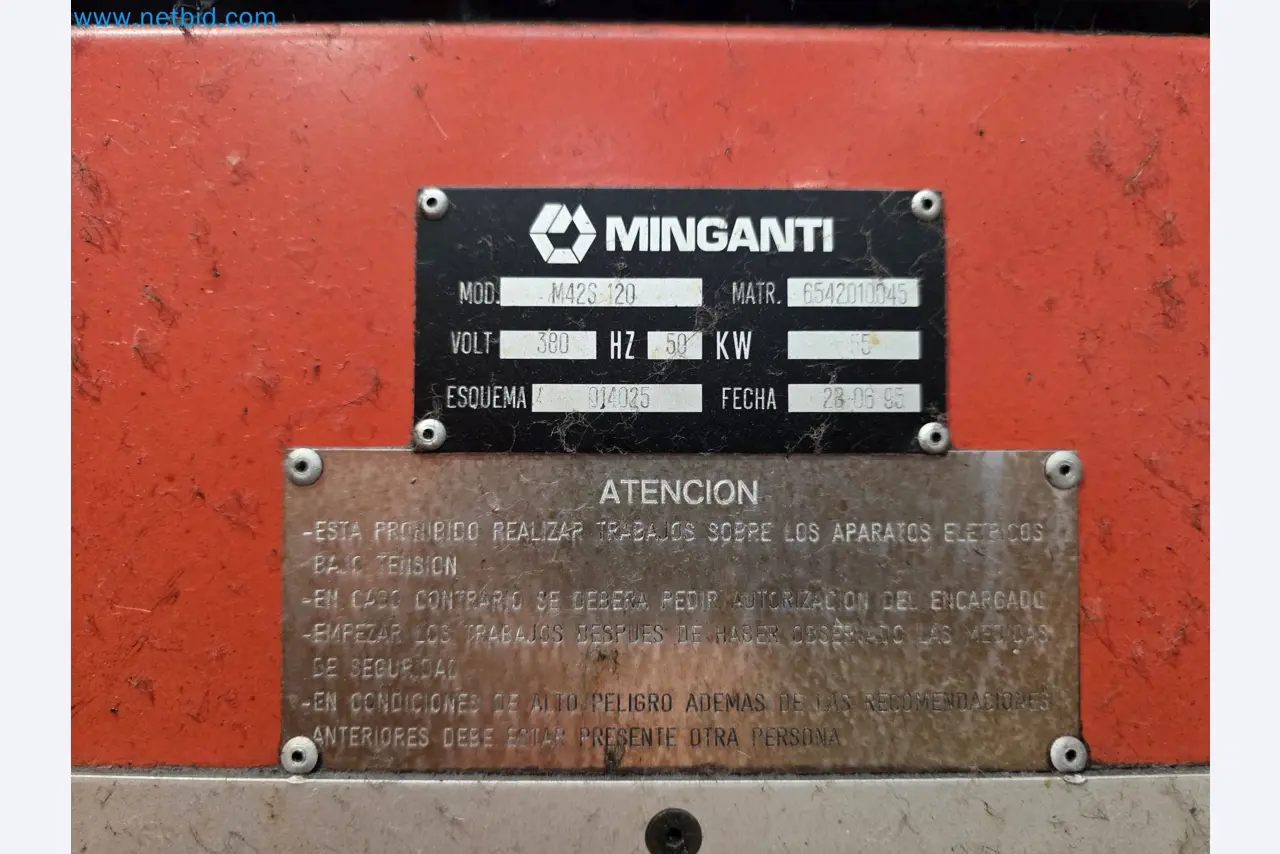 www.netbid.com
MINGANTI
MOD. M42S 120 MATR. 6542010045
VOLT 380 HZ 50 KW
ESQUEMA 014025 FECHA 23-06 95
ATENCION
-ESTA PROHIBIDO REALIZAR TRABAJOS SOBRE LOS APARATOS ELETRICOS
BAJO TENSION
-EN CASO CONTRARIO SE DEBERA PEDIR AUTORIZACION DEL ENCARGADO
-EMPEZAR LOS TRABAJOS DESPUES DE HABER OBSERVADO LAS MEDIDAS
DE SEGURIDAD
-EN CONDICIONES DE ALTO PELIGRO ADEMAS DE LAS RECOMENDACIONES
ANTERIORES DEBE ESTAR PRESENTE OTRA PERSONA